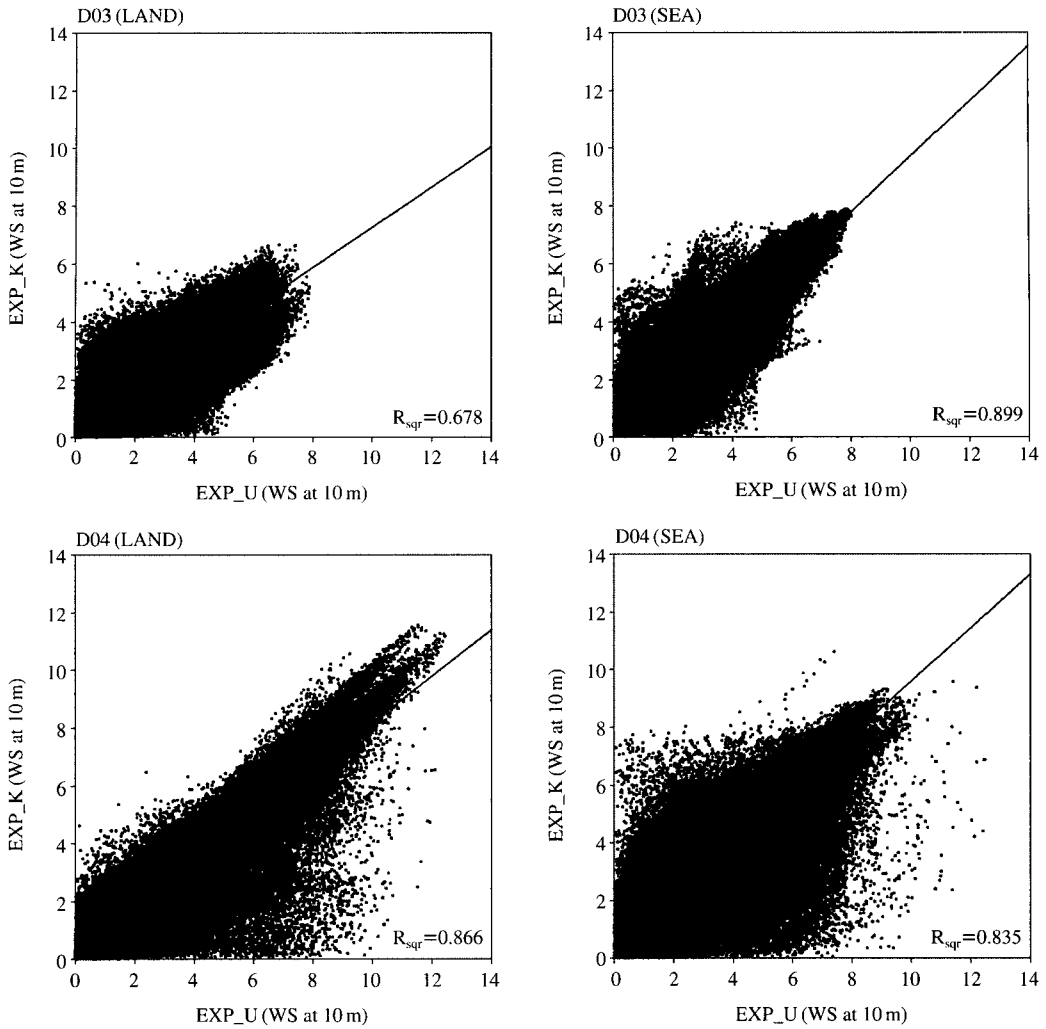 D03 (LAND)
14
12
10
8
6
4
2
0
EXP_K (WS at 10 m)
R_sqr=0.678
0 2 4 6 8 10 12 14
EXP_U (WS at 10 m)
D03 (SEA)
14
12
10
8
6
4
2
0
EXP_K (WS at 10 m)
R_sqr=0.899
0 2 4 6 8 10 12 14
EXP_U (WS at 10 m)
D04 (LAND)
14
12
10
8
6
4
2
0
EXP_K (WS at 10 m)
R_sqr=0.866
0 2 4 6 8 10 12 14
EXP_U (WS at 10 m)
D04 (SEA)
14
12
10
8
6
4
2
0
EXP_K (WS at 10 m)
R_sqr=0.835
0 2 4 6 8 10 12 14
EXP_U (WS at 10 m)